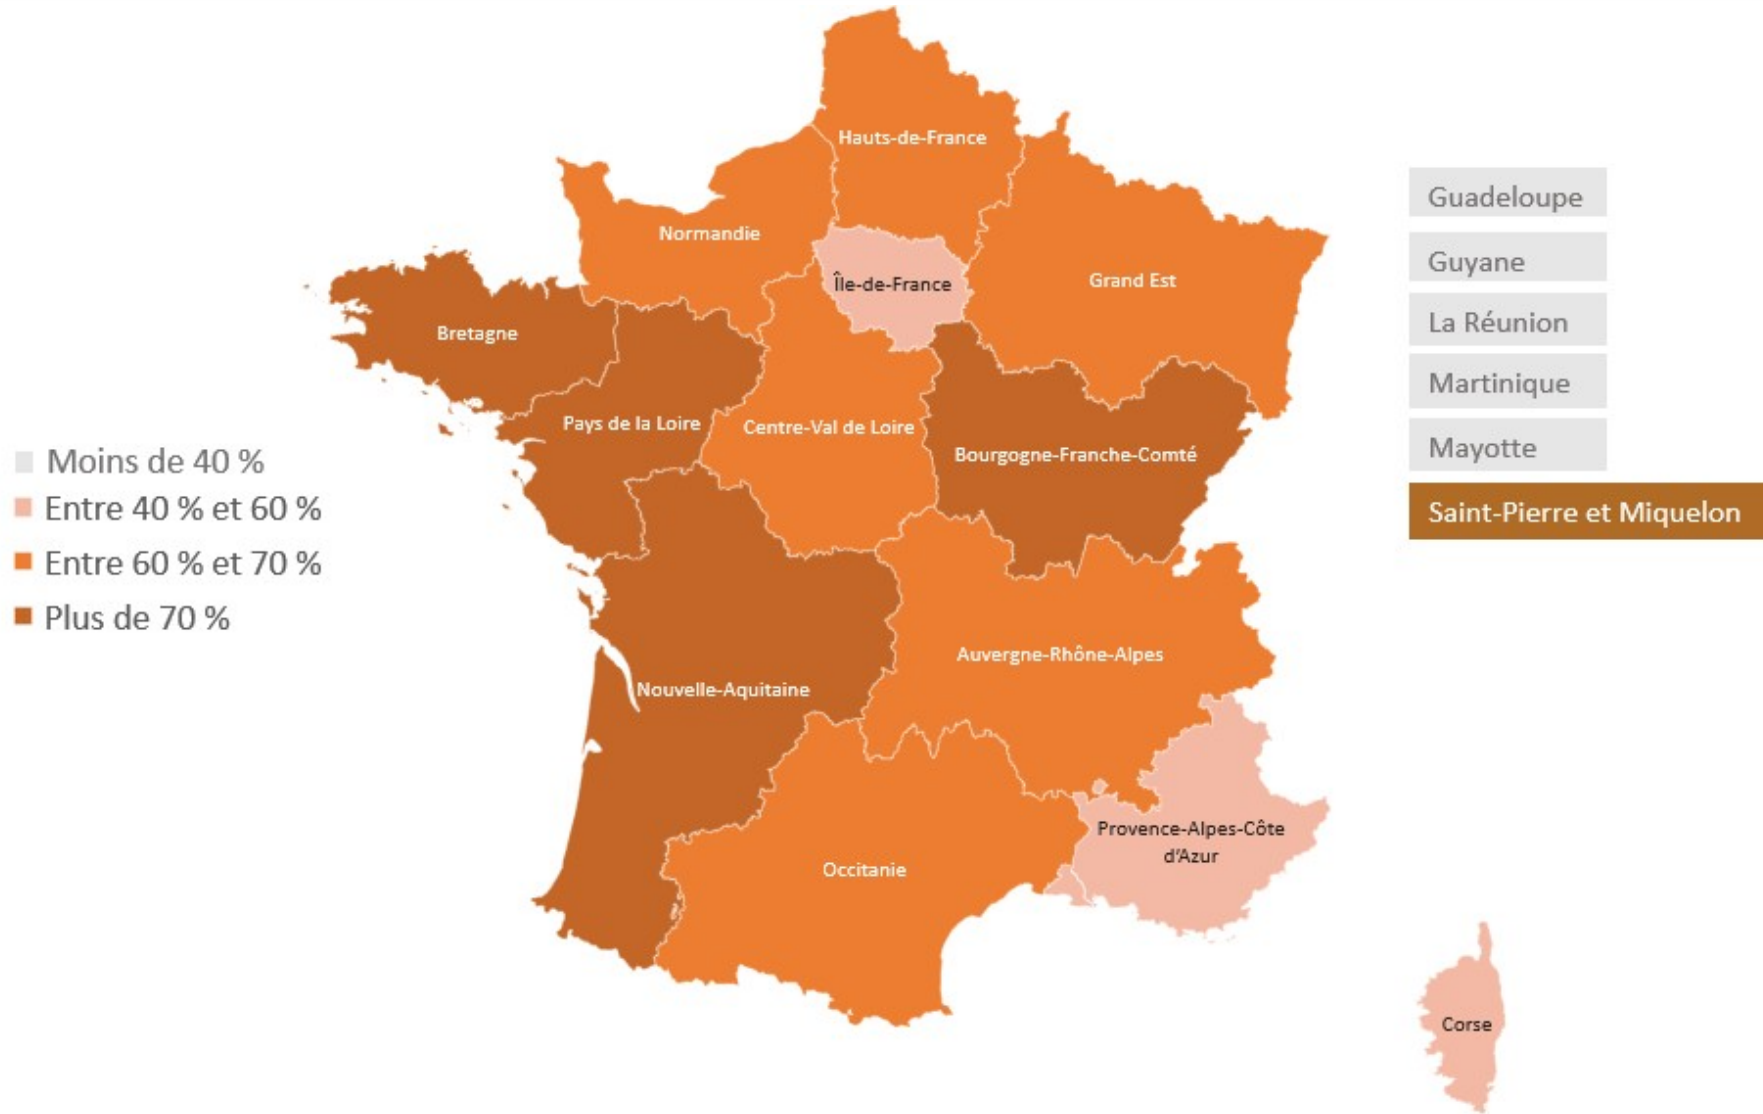 Hauts-de-France
Normandie
Île-de-France
Grand Est
Bretagne
Pays de la Loire
Centre-Val de Loire
Bourgogne-Franche-Comté
Auvergne-Rhône-Alpes
Nouvelle-Aquitaine
Provence-Alpes-Côte
d'Azur
Occitanie
Corse
Moins de 40 %
Entre 40 % et 60 %
Entre 60 % et 70 %
Plus de 70 %
Guadeloupe
Guyane
La Réunion
Martinique
Mayotte
Saint-Pierre et Miquelon